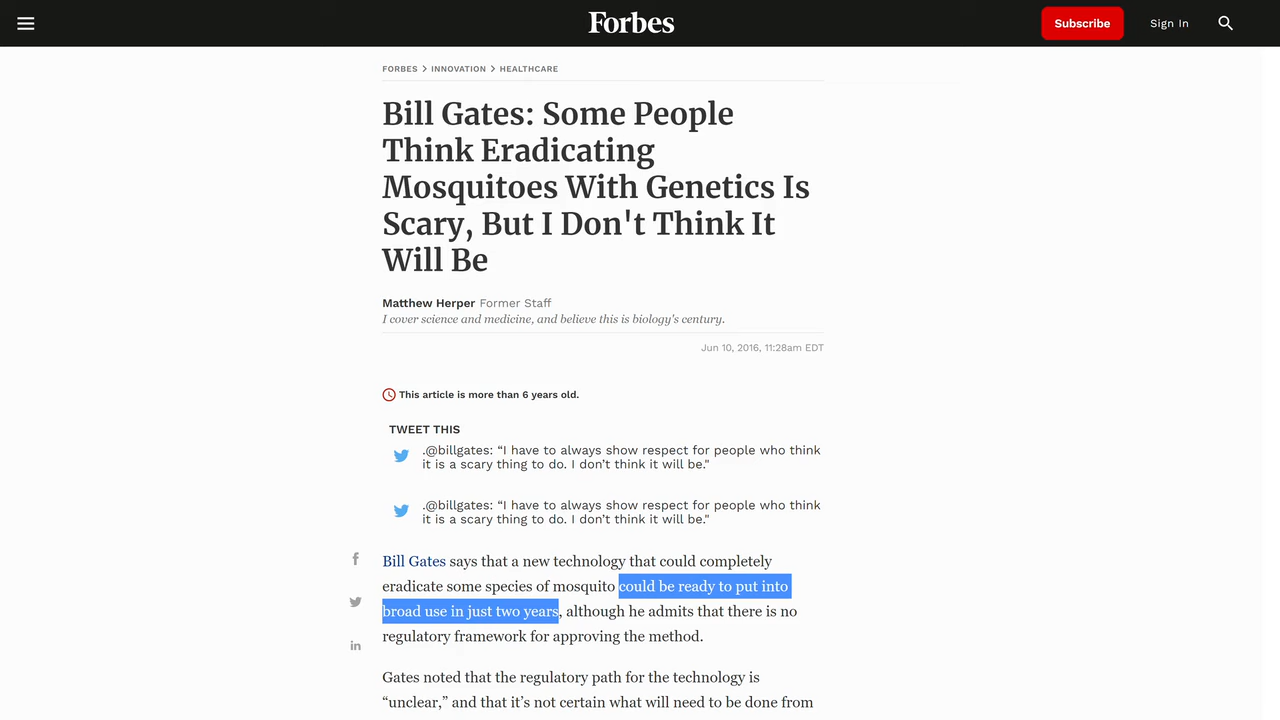 Forbes
Subscribe
Sign In
FORBES > INNOVATION > HEALTHCARE
Bill Gates: Some People
Think Eradicating
Mosquitoes With Genetics Is
Scary, But I Don't Think It
Will Be
Matthew Herper Former Staff
I cover science and medicine, and believe this is biology's century.
Jun 10, 2016, 11:28am EDT
This article is more than 6 years old.
TWEET THIS
.@billgates: “I have to always show respect for people who think
it is a scary thing to do. I don’t think it will be."
.@billgates: “I have to always show respect for people who think
it is a scary thing to do. I don’t think it will be."
Bill Gates says that a new technology that could completely
eradicate some species of mosquito could be ready to put into
broad use in just two years, although he admits that there is no
regulatory framework for approving the method.
Gates noted that the regulatory path for the technology is
“unclear,” and that it’s not certain what will need to be done from